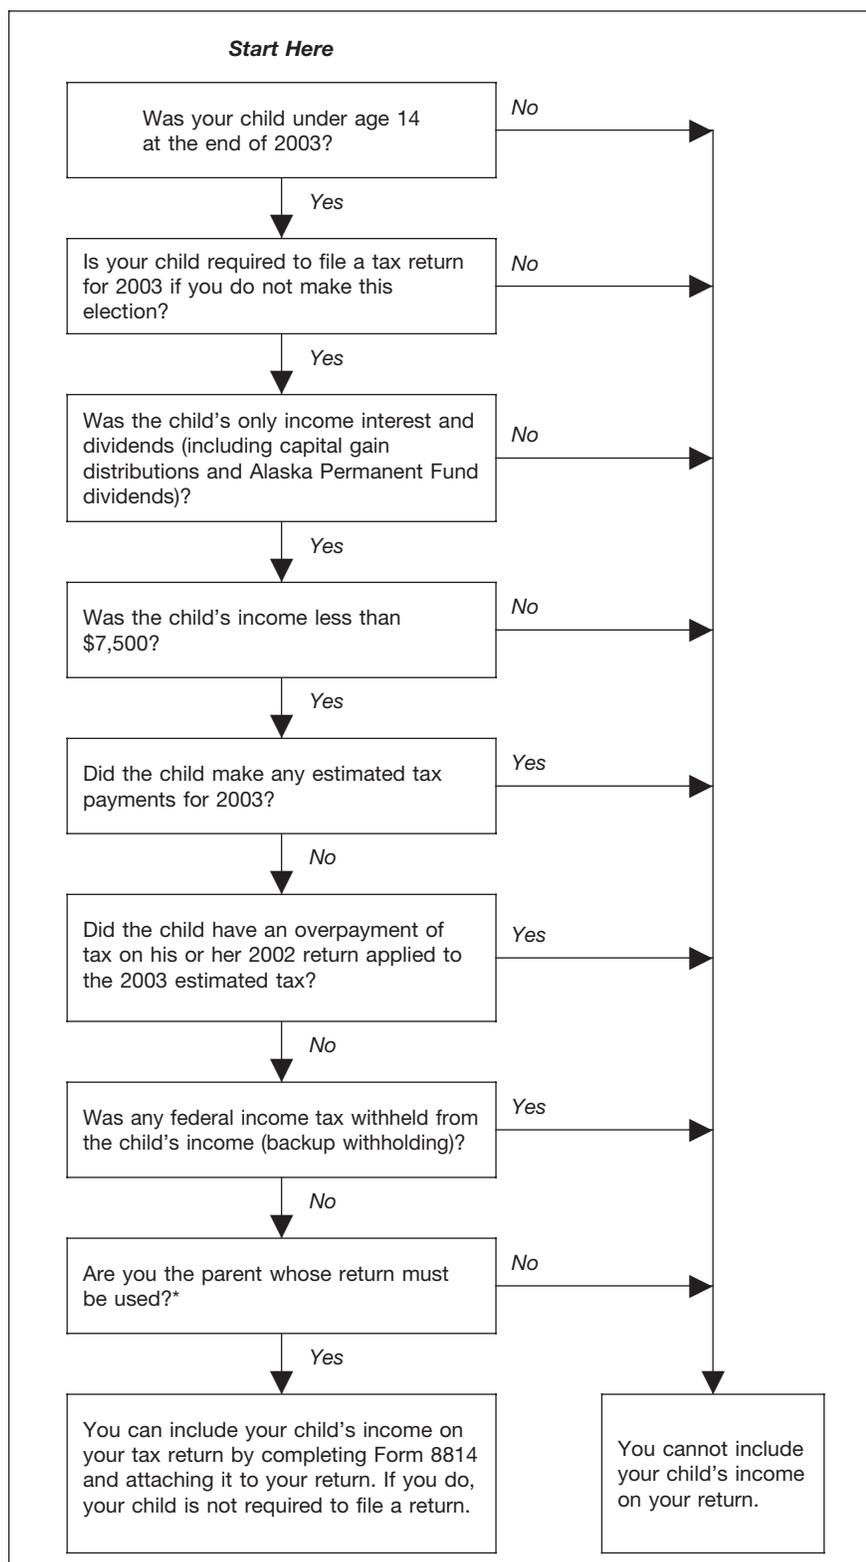 Start Here
Was your child under age 14
at the end of 2003?
No
Yes
Is your child required to file a tax return
for 2003 if you do not make this
election?
No
Yes
Was the child's only income interest and
dividends (including capital gain
distributions and Alaska Permanent Fund
dividends)?
No
Yes
Was the child's income less than
$7,500?
No
Yes
Did the child make any estimated tax
payments for 2003?
Yes
No
Did the child have an overpayment of
tax on his or her 2002 return applied to
the 2003 estimated tax?
Yes
No
Was any federal income tax withheld from
the child's income (backup withholding)?
Yes
No
Are you the parent whose return must
be used?*
No
Yes
You can include your child's income on
your tax return by completing Form 8814
and attaching it to your return. If you do,
your child is not required to file a return.
You cannot include
your child's income
on your return.